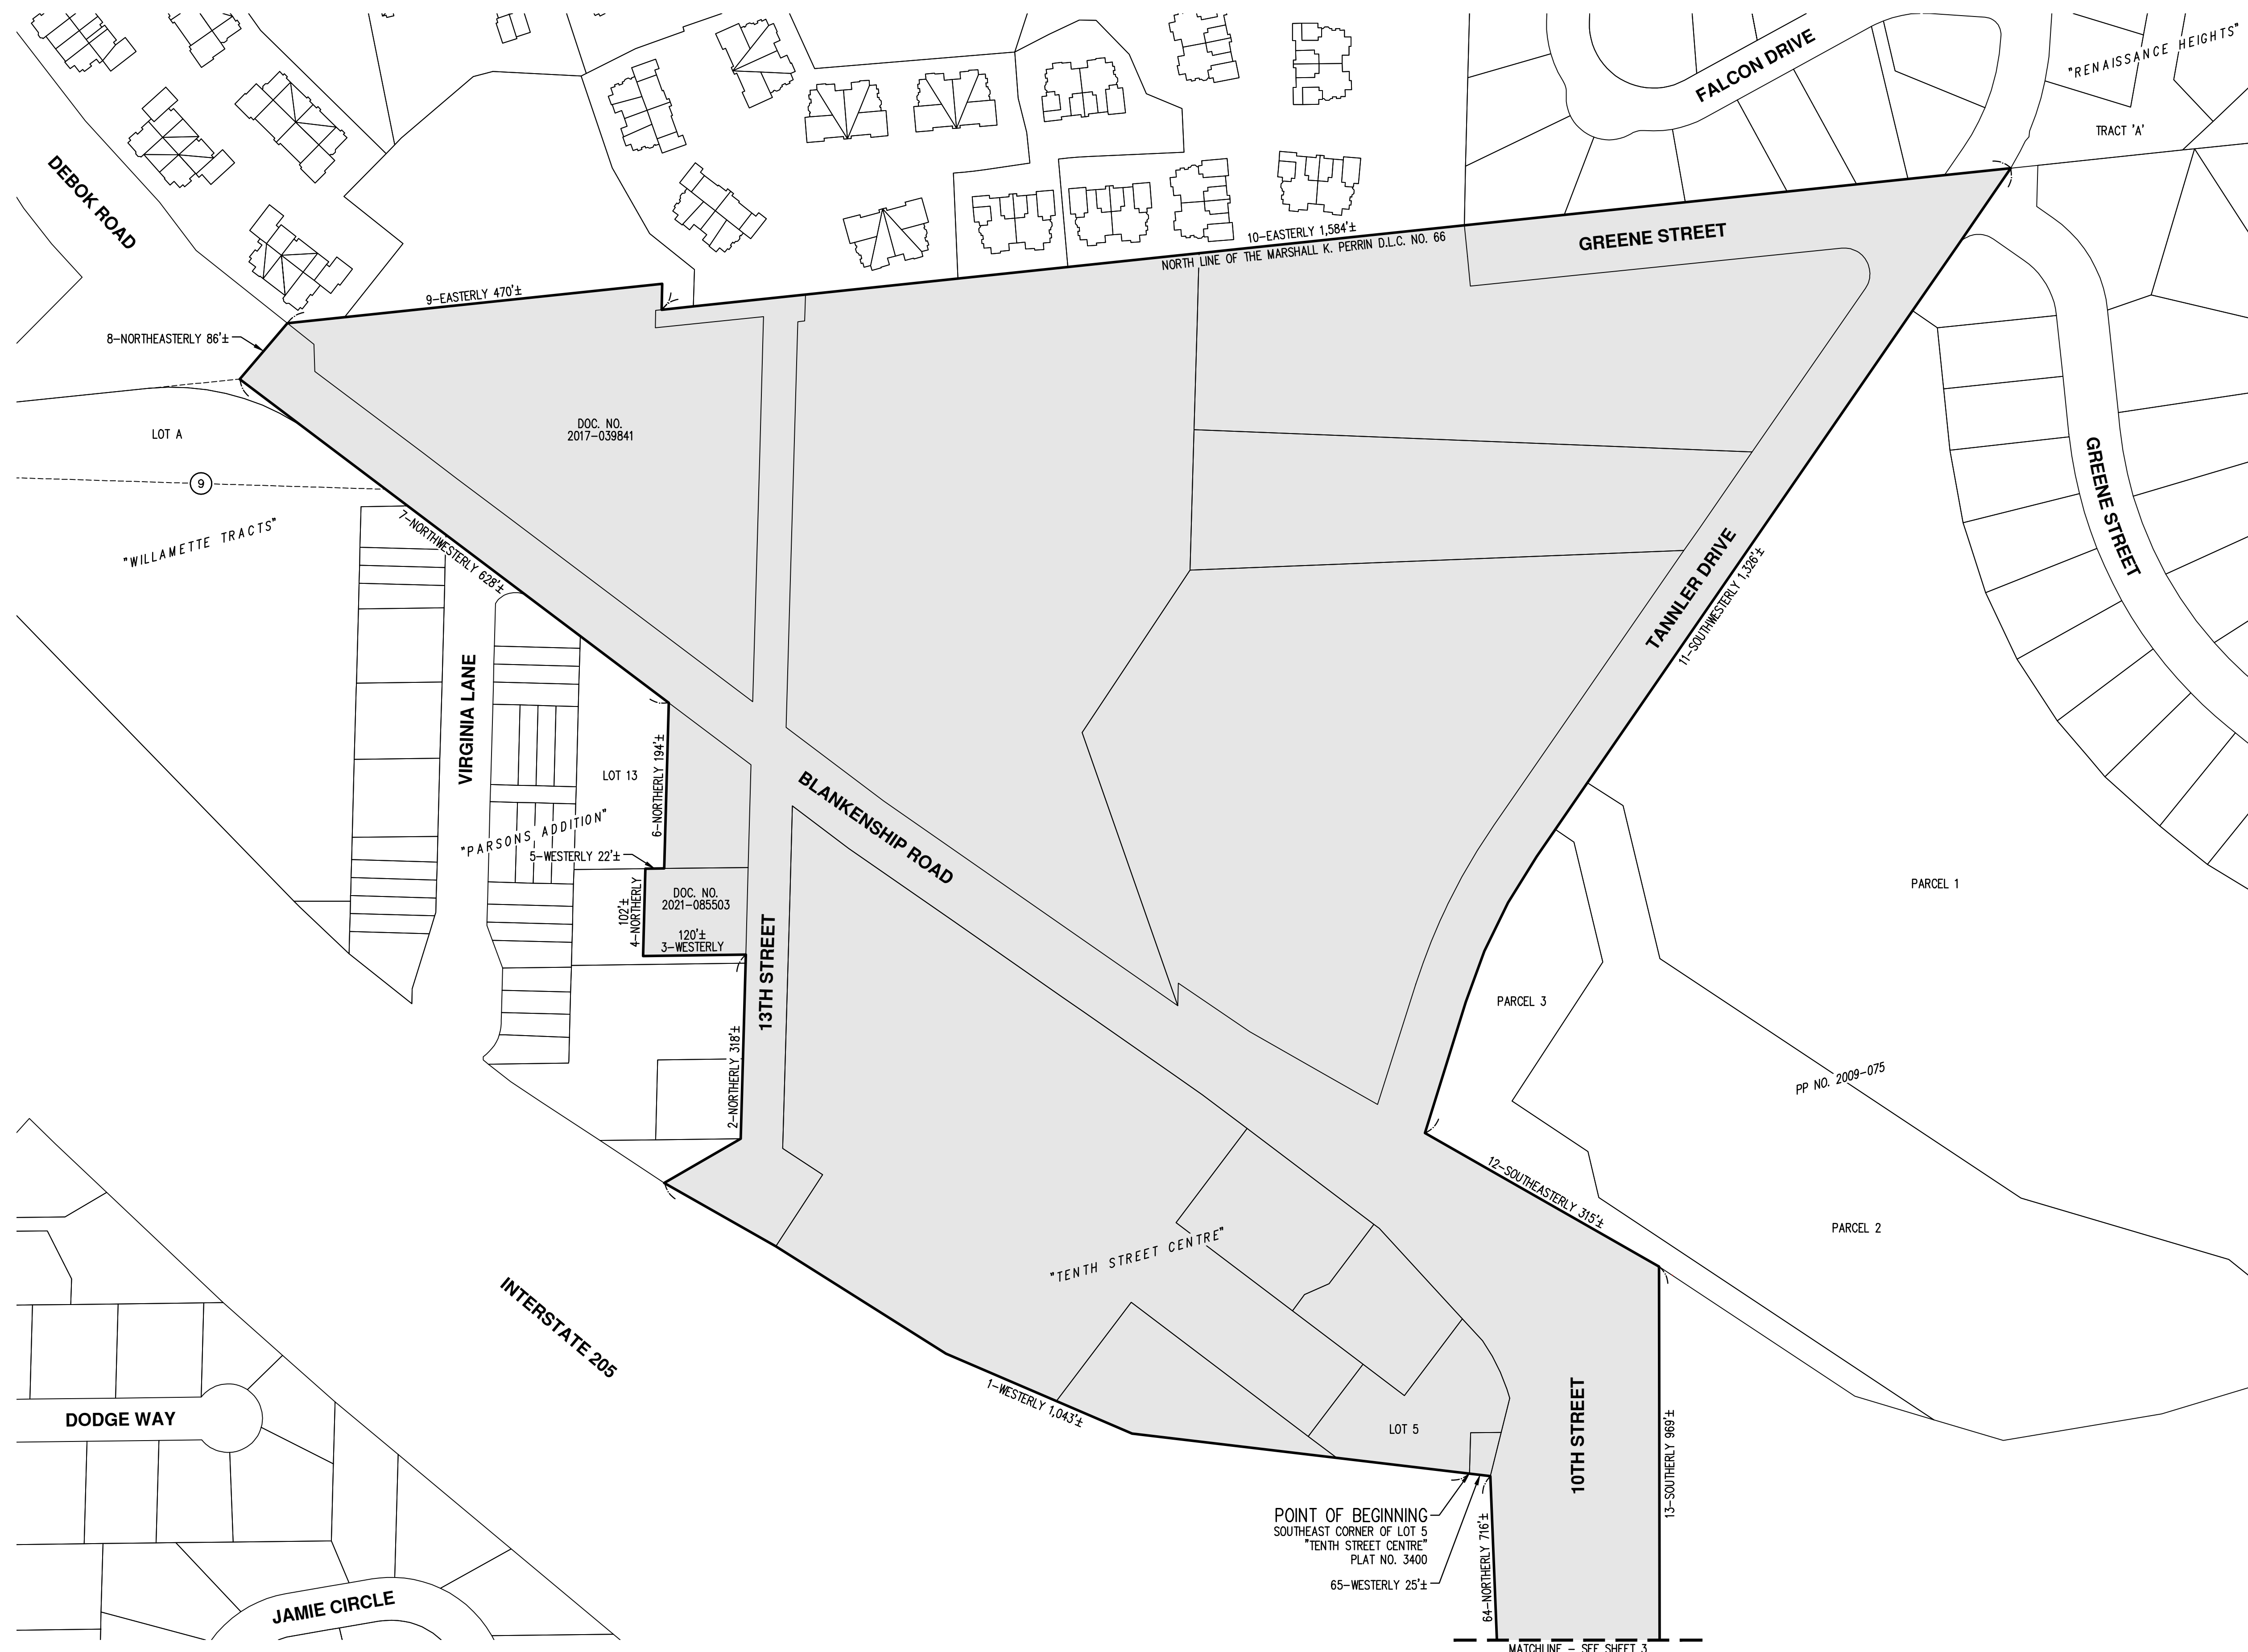 FALCON DRIVE
"RENAISSANCE HEIGHTS"
TRACT 'A'
DEBOK ROAD
10-EASTERLY 1,584'±
NORTH LINE OF THE MARSHALL K. PERRIN D.L.C. NO. 66
GREENE STREET
9-EASTERLY 470'±
8-NORTHEASTERLY 86'±
LOT A
DOC. NO.
2017-039841
9
"WILLAMETTE TRACTS"
7-NORTHWESTERLY 628'±
GREENE STREET
TANNLER DRIVE
11-SOUTHWESTERLY 1,326'±
VIRGINIA LANE
LOT 13
6-NORTHERLY 194'±
"PARSONS ADDITION"
5-WESTERLY 22'±
BLANKENSHIP ROAD
PARCEL 1
DOC. NO.
2021-085503
102'±
4-NORTHERLY
120'±
3-WESTERLY
13TH STREET
PARCEL 3
2-NORTHERLY 318'±
PP NO. 2009-075
12-SOUTHEASTERLY 315'±
PARCEL 2
"TENTH STREET CENTRE"
INTERSTATE 205
1-WESTERLY 1,043'±
DODGE WAY
LOT 5
10TH STREET
13-SOUTHERLY 969'±
POINT OF BEGINNING
SOUTHEAST CORNER OF LOT 5
"TENTH STREET CENTRE"
PLAT NO. 3400
65-WESTERLY 25'±
64-NORTHERLY 716'±
JAMIE CIRCLE
MATCHLINE - SEE SHEET 3